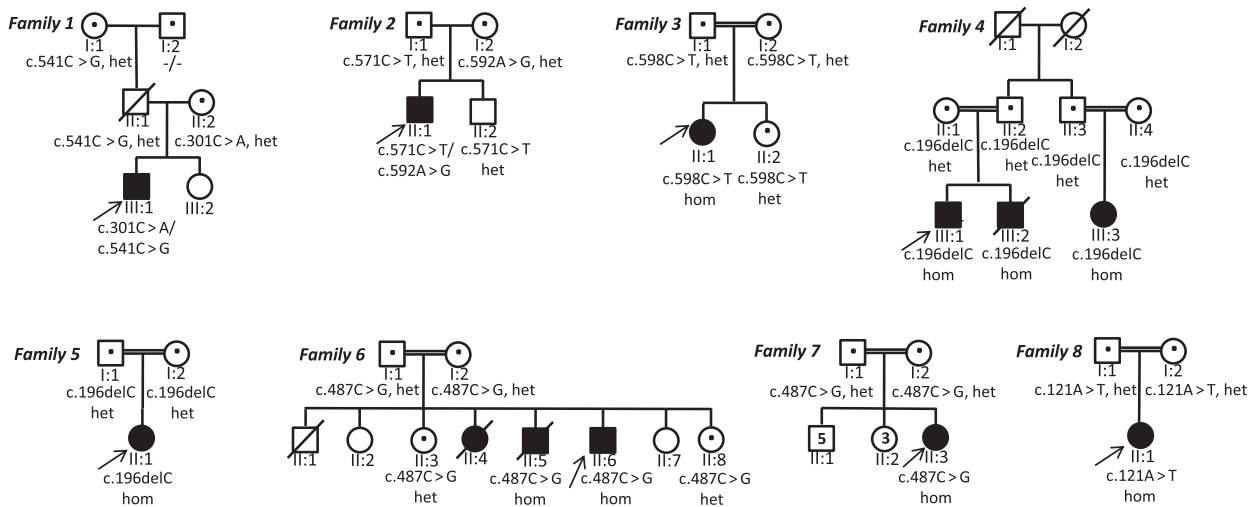 Family 1
I:1
I:2
c.541C > G, het
-/-
II:1
II:2
c.541C > G, het
c.301C > A, het
III:1
III:2
c.301C > A/
c.541C > G
Family 2
I:1
I:2
c.571C > T, het
c.592A > G, het
II:1
II:2
c.571C > T/
c.592A > G
c.571C > T
het
Family 3
I:1
I:2
c.598C > T, het
c.598C > T, het
II:1
II:2
c.598C > T
hom
c.598C > T
het
Family 4
I:1
I:2
II:1
II:2
II:3
II:4
c.196delC
het
c.196delC
het
c.196delC
het
c.196delC
het
III:1
III:2
III:3
c.196delC
hom
c.196delC
hom
c.196delC
hom
Family 5
I:1
I:2
c.196delC
het
c.196delC
het
II:1
c.196delC
hom
Family 6
I:1
I:2
c.487C > G, het
c.487C > G, het
II:1
II:2
II:3
II:4
II:5
II:6
II:7
II:8
c.487C > G
het
c.487C > G
hom
c.487C > G
hom
c.487C > G
het
Family 7
I:1
I:2
c.487C > G, het
c.487C > G, het
5
3
II:1
II:2
II:3
c.487C > G
hom
Family 8
I:1
I:2
c.121A > T, het
c.121A > T, het
II:1
c.121A > T
hom